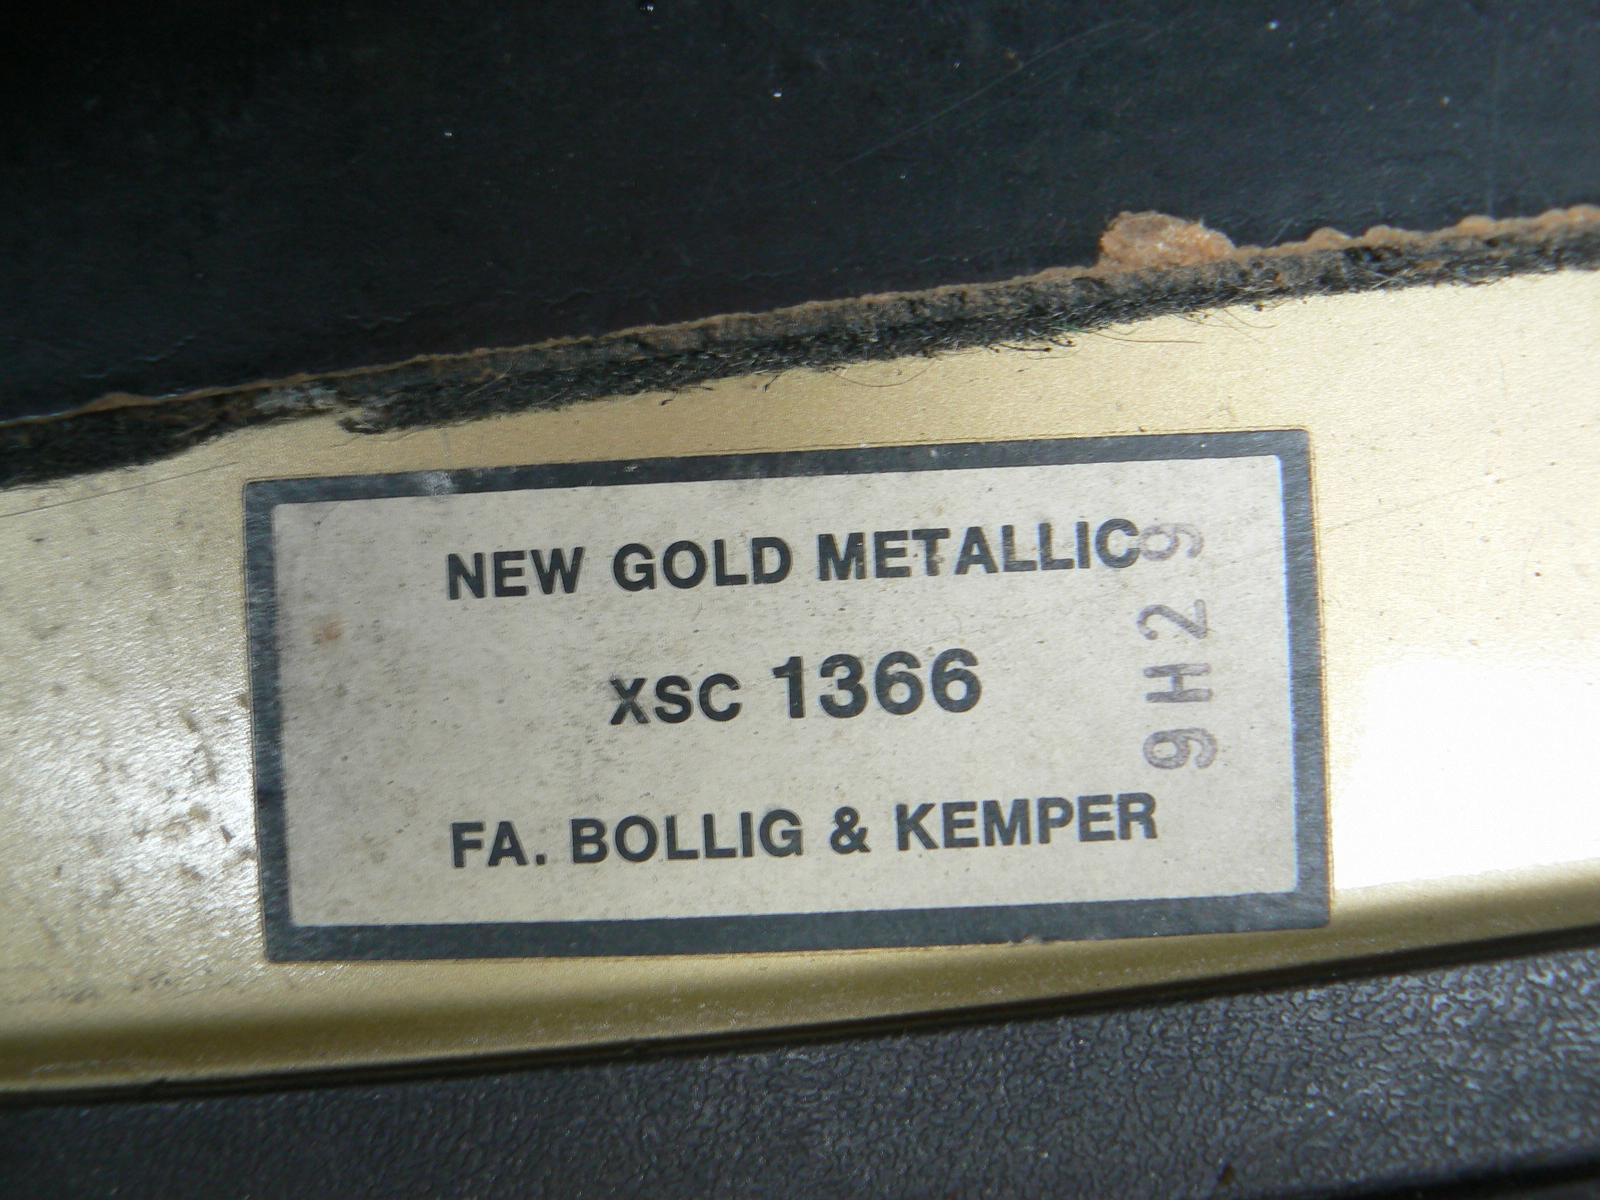 NEW GOLD METALLIC
XSC 1366
FA. BOLLIG & KEMPER
9H29